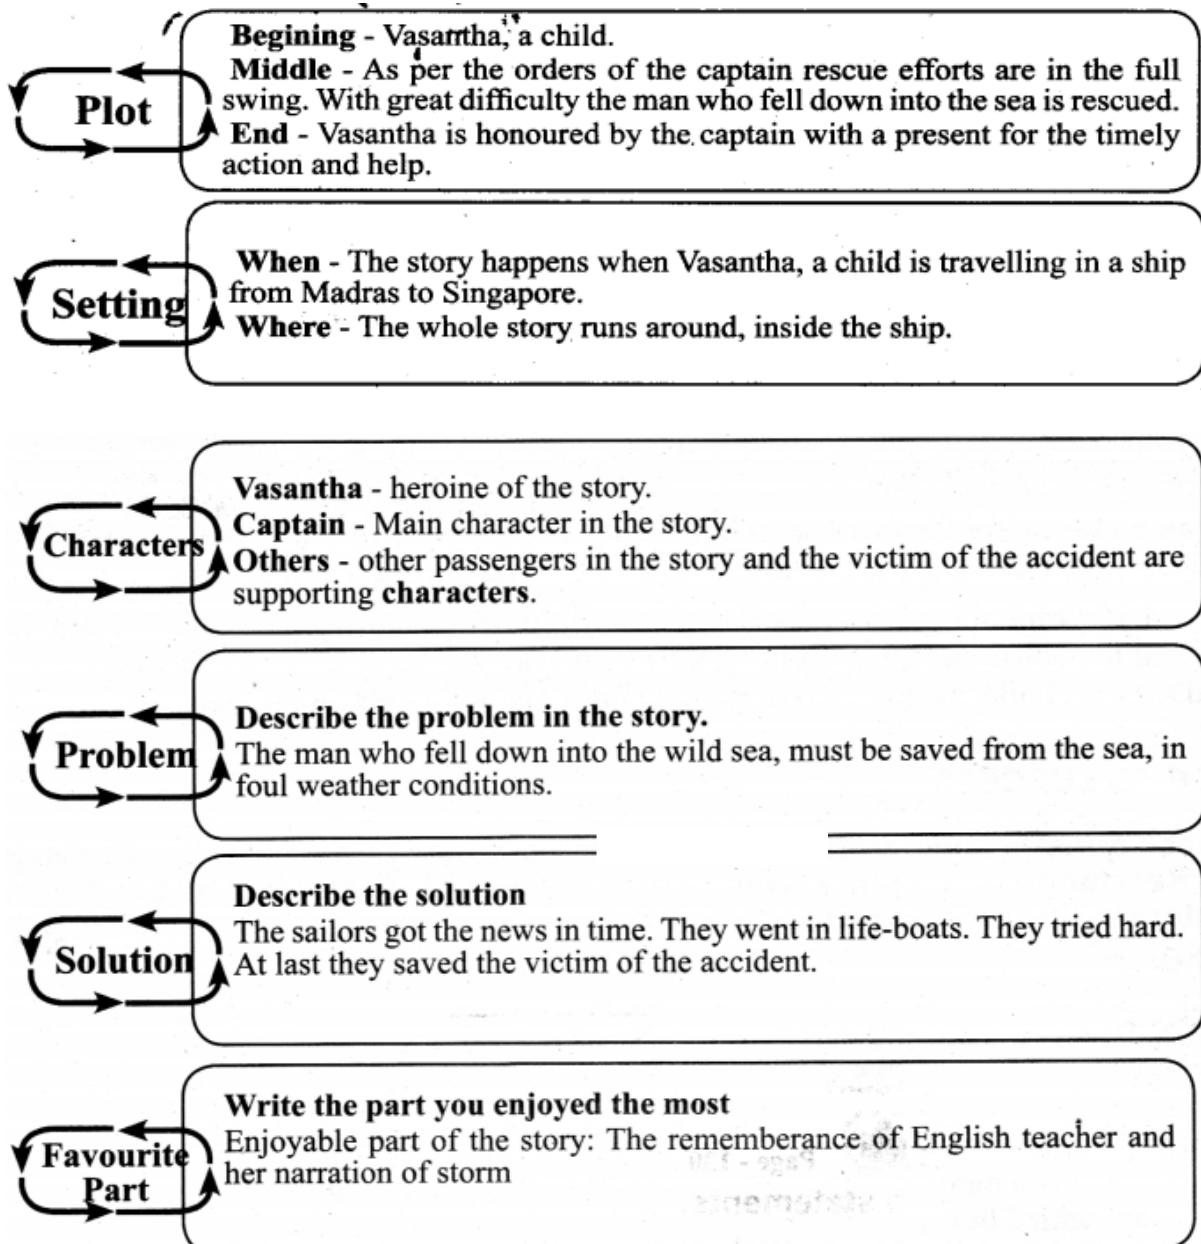 Plot
Begining - Vasantha, a child.
Middle - As per the orders of the captain rescue efforts are in the full
swing. With great difficulty the man who fell down into the sea is rescued.
End - Vasantha is honoured by the captain with a present for the timely
action and help.
Setting
When - The story happens when Vasantha, a child is travelling in a ship
from Madras to Singapore.
Where - The whole story runs around, inside the ship.
Characters
Vasantha - heroine of the story.
Captain - Main character in the story.
Others - other passengers in the story and the victim of the accident are
supporting characters.
Problem
Describe the problem in the story.
The man who fell down into the wild sea, must be saved from the sea, in
foul weather conditions.
Solution
Describe the solution
The sailors got the news in time. They went in life-boats. They tried hard.
At last they saved the victim of the accident.
Favourite
Part
Write the part you enjoyed the most
Enjoyable part of the story: The rememberance of English teacher and
her narration of storm